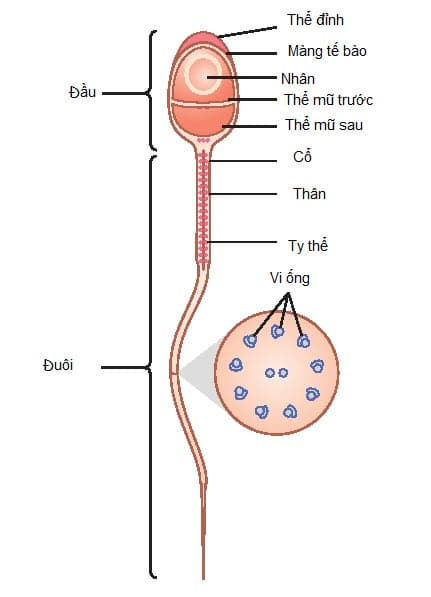 Thể đỉnh
Màng tế bào
Đầu
Nhân
Thể mũ trước
Thể mũ sau
Cổ
Thân
Ty thể
Vi ống
Đuôi